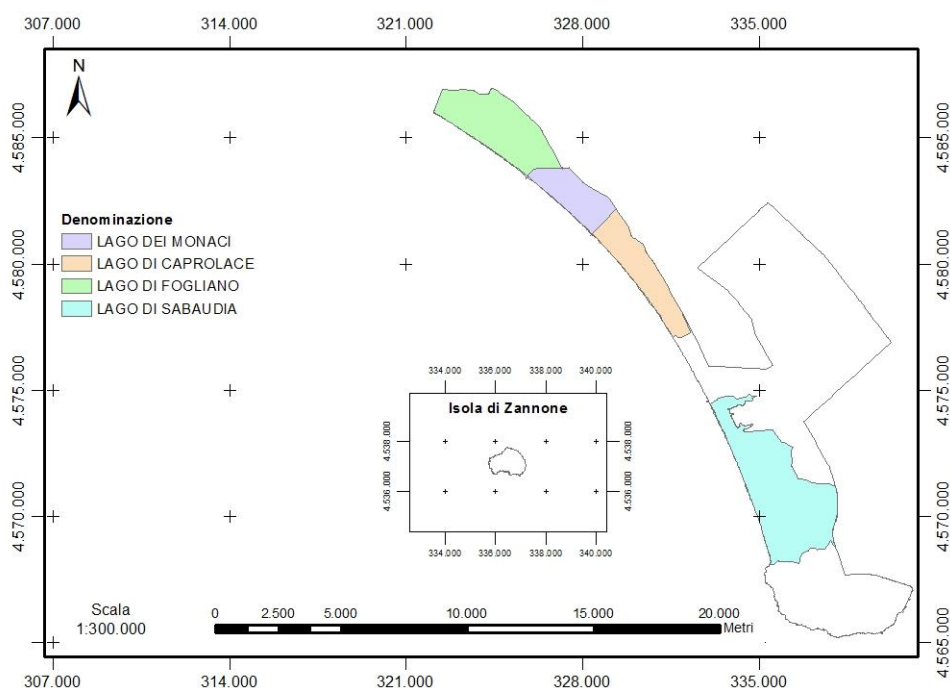 307.000 314.000 321.000 328.000 335.000
N
4.585.000 4.585.000
Denominazione
LAGO DEI MONACI
LAGO DI CAPROLACE
LAGO DI FOGLIANO
LAGO DI SABAUDIA
4.580.000 4.580.000
4.575.000 4.575.000
334.000 336.000 338.000 340.000
Isola di Zannone
4.538.000 4.538.000
4.536.000 4.536.000
334.000 336.000 338.000 340.000
4.570.000 4.570.000
Scala
1:300.000
0 2.500 5.000 10.000 15.000 20.000
Metri
4.565.000 4.565.000
307.000 314.000 321.000 328.000 335.000